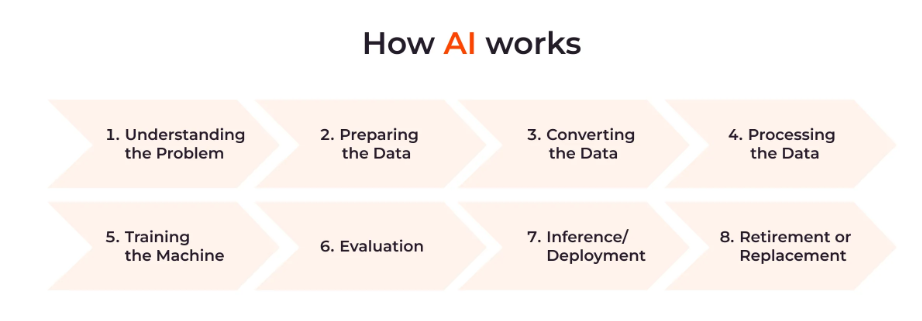 How AI works
1. Understanding
the Problem
2. Preparing
the Data
3. Converting
the Data
4. Processing
the Data
5. Training
the Machine
6. Evaluation
7. Inference/
Deployment
8. Retirement or
Replacement